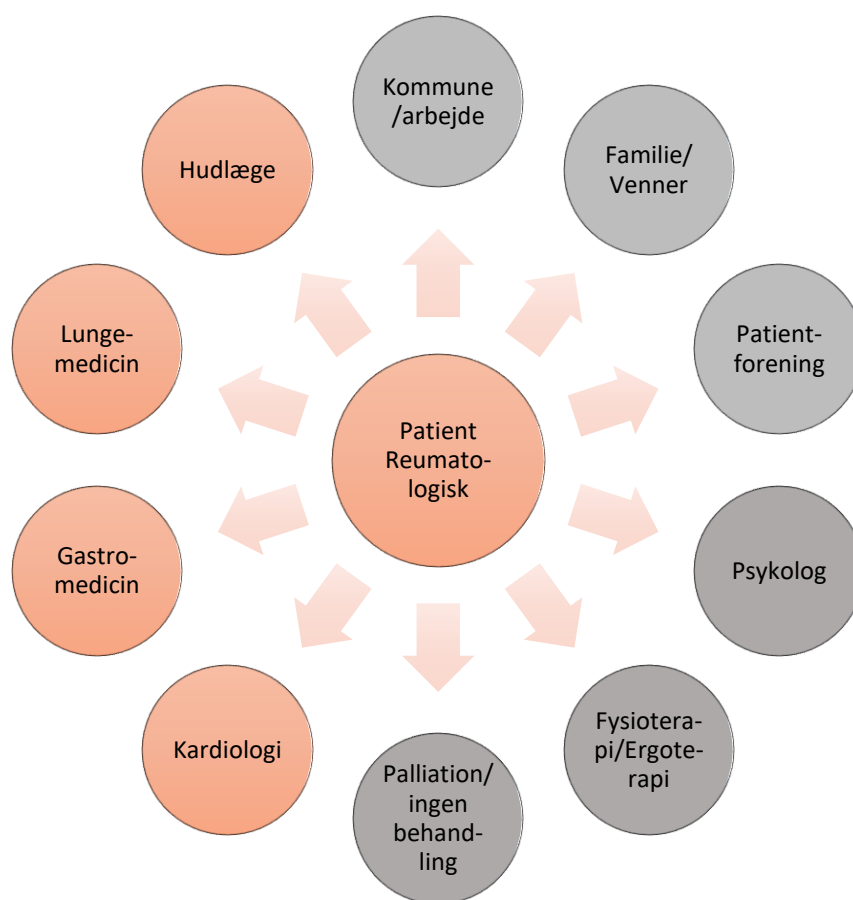 Kommune
/arbejde
Familie/
Venner
Patient-
forening
Psykolog
Fysiotera-
pi/Ergote-
rapi
Palliation/
ingen
behand-
ling
Kardiologi
Gastro-
medicin
Lunge-
medicin
Hudlæge
Patient
Reumato-
logisk